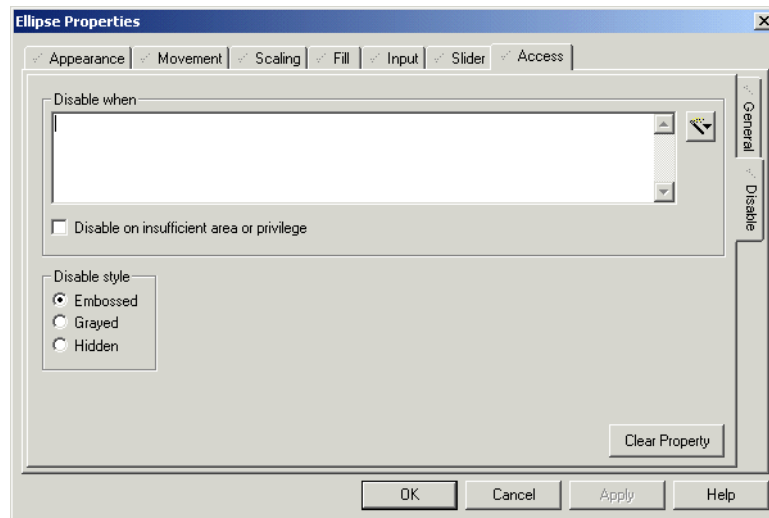 Ellipse Properties
Appearance Movement Scaling Fill Input Slider Access
General
Disable
Disable when
Disable on insufficient area or privilege
Disable style
Embossed
Grayed
Hidden
Clear Property
OK Cancel Apply Help